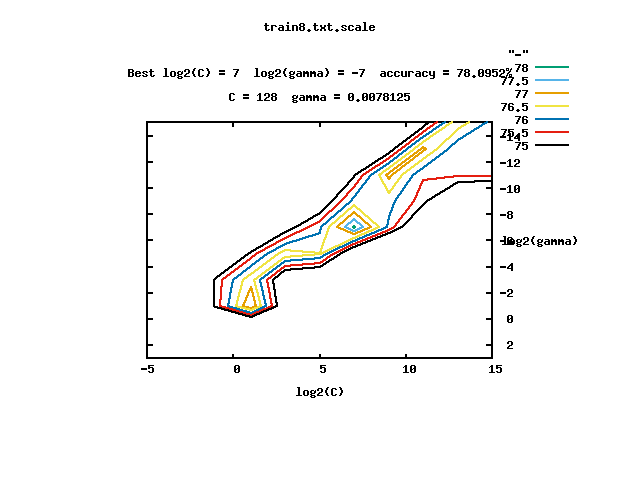 train8.txt.scale
"-"
Best log2(C) = 7  log2(gamma) = -7  accuracy = 78.0952%
78
77.5
77
C = 128  gamma = 0.0078125
76.5
76
75.5
75
-14
-12
-10
-8
-6
log2(gamma)
-4
-2
0
2
-5 0 5 10 15
log2(C)